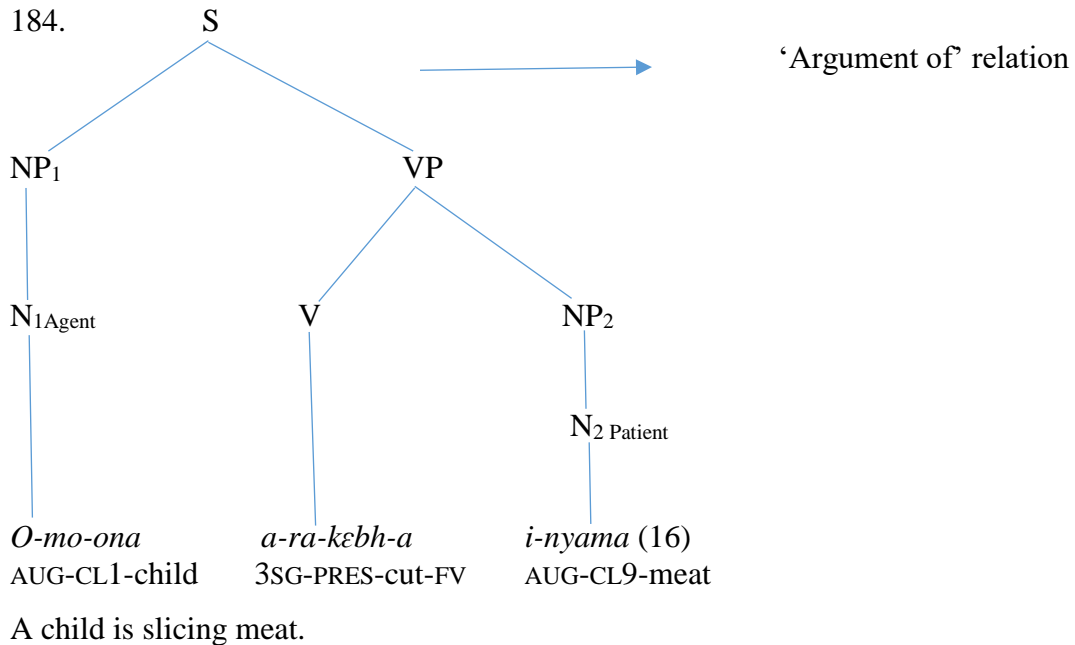 184. S
‘Argument of’ relation
NP₁ VP
N₁Agent V NP₂
N₂ Patient
O-mo-ona a-ra-kɛbh-a i-nyama (16)
AUG-CL1-child 3SG-PRES-cut-FV AUG-CL9-meat
A child is slicing meat.